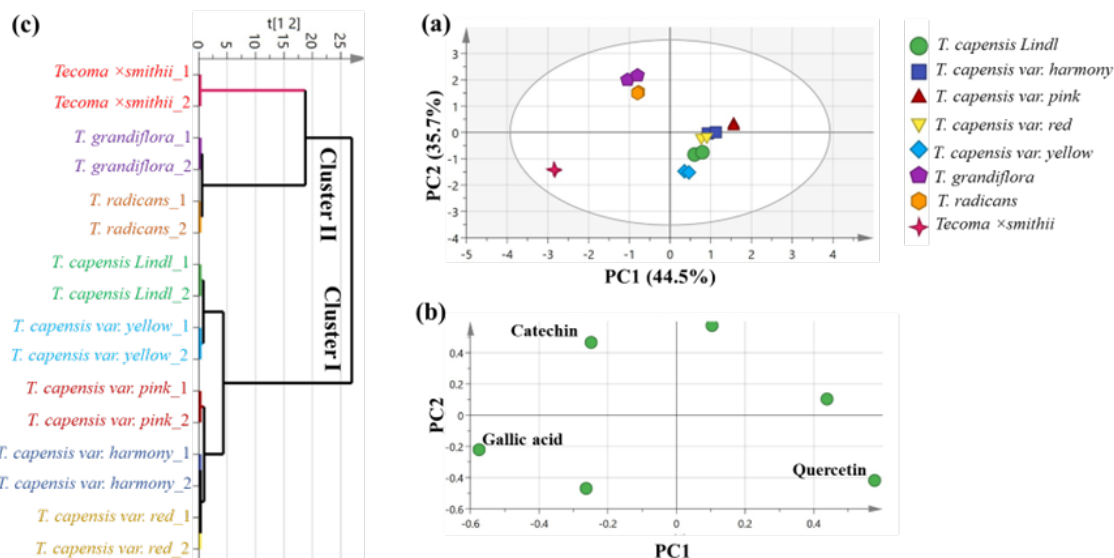 (c)
t[1 2]
0
5
10
15
20
25
Tecoma ×smithii_1
Tecoma ×smithii_2
T. grandiflora_1
T. grandiflora_2
T. radicans_1
T. radicans_2
T. capensis Lindl_1
T. capensis Lindl_2
T. capensis var. yellow_1
T. capensis var. yellow_2
T. capensis var. pink_1
T. capensis var. pink_2
T. capensis var. harmony_1
T. capensis var. harmony_2
T. capensis var. red_1
T. capensis var. red_2
Cluster II
Cluster I
(a)
PC2 (35.7%)
3
2
1
0
-1
-2
-3
-4
-5 -4 -3 -2 -1 0 1 2 3 4 5
PC1 (44.5%)
T. capensis Lindl
T. capensis var. harmony
T. capensis var. pink
T. capensis var. red
T. capensis var. yellow
T. grandiflora
T. radicans
Tecoma ×smithii
(b)
PC2
0.4
0.2
0
-0.2
-0.4
-0.6
Catechin
Gallic acid
Quercetin
-0.6 -0.4 -0.2 0 0.2 0.4
PC1